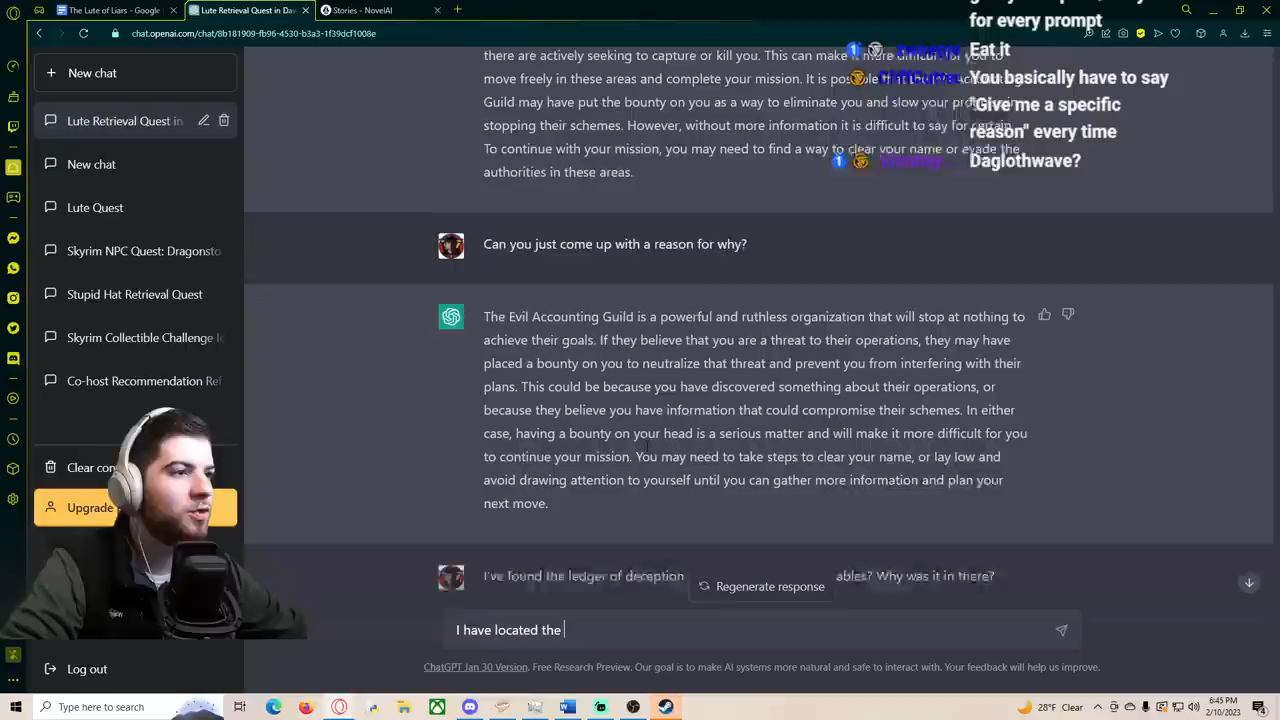 The Lute of Liars - Google
Lute Retrieval Quest in Daw
Stories - NovelAI
chat.openai.com/chat/8b181909-fb96-4530-b3a3-1f39dcf1008e
for every prompt
Eat it
You basically have to say
"Give me a specific
reason" every time
Daglothwave?
New chat
Lute Retrieval Quest in
New chat
Lute Quest
Skyrim NPC Quest: Dragonsto
Stupid Hat Retrieval Quest
Skyrim Collectible Challenge Ic
Co-host Recommendation Ref
Clear con
Upgrade
Log out
there are actively seeking to capture or kill you. This can make it more difficult for you to
move freely in these areas and complete your mission. It is
Guild may have put the bounty on you as a way to eliminate you and slow your
stopping their schemes. However, without more information it is difficult to say for certain.
To continue with your mission, you may need to find a way to clear your name or evade the
authorities in these areas.
Can you just come up with a reason for why?
The Evil Accounting Guild is a powerful and ruthless organization that will stop at nothing to
achieve their goals. If they believe that you are a threat to their operations, they may have
placed a bounty on you to neutralize that threat and prevent you from interfering with their
plans. This could be because you have discovered something about their operations, or
because they believe you have information that could compromise their schemes. In either
case, having a bounty on your head is a serious matter and will make it more difficult for you
to continue your mission. You may need to take steps to clear your name, or lay low and
avoid drawing attention to yourself until you can gather more information and plan your
next move.
I've found the ledger of deception ables? Why was it in there?
Regenerate response
I have located the
ChatGPT Jan 30 Version. Free Research Preview. Our goal is to make AI systems more natural and safe to interact with. Your feedback will help us improve.
Type here to search
28°F Clear
6:45 PM
2/10/2023